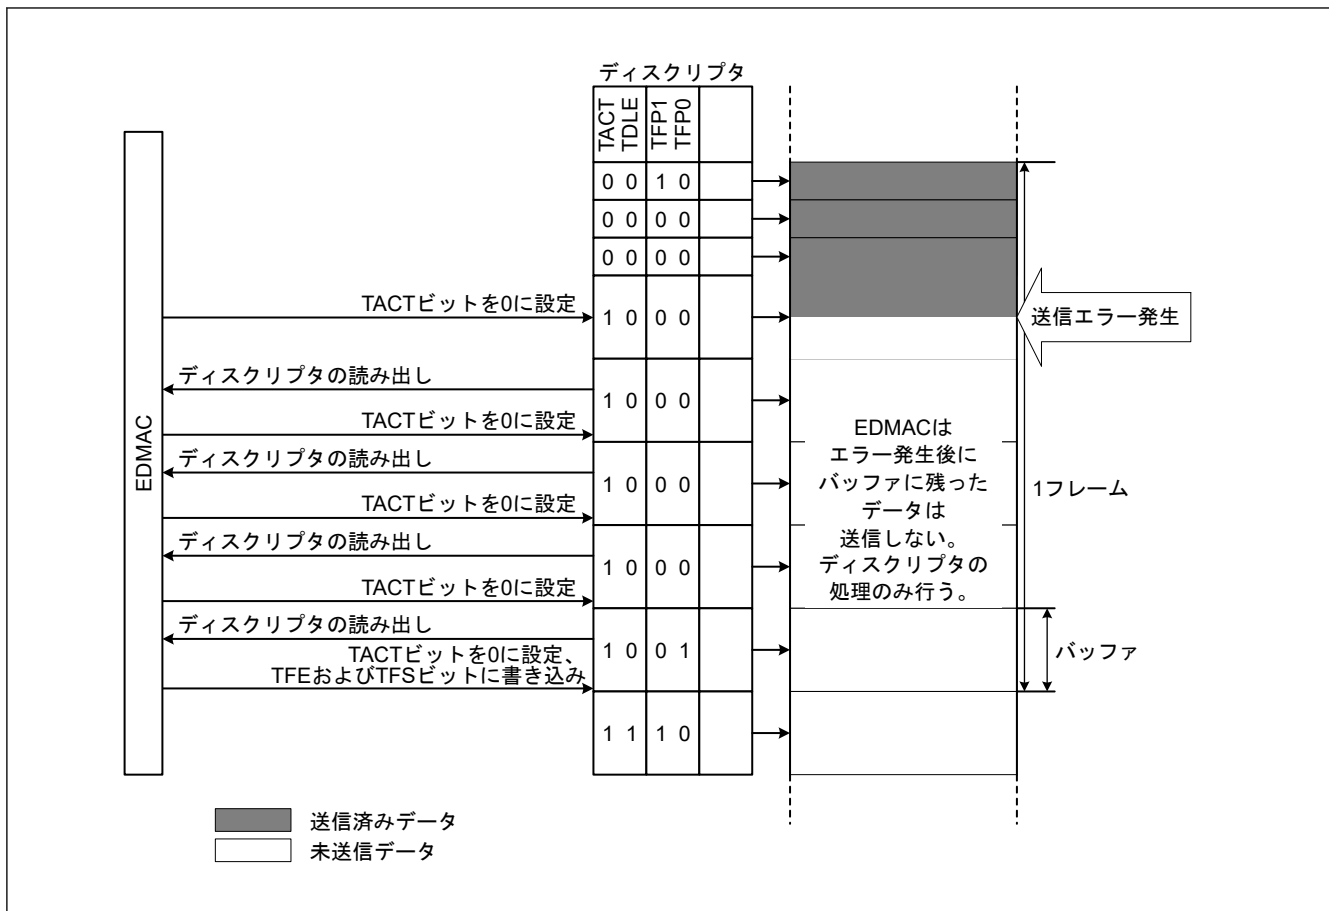 ディスクリプタ
TACT
TDLE
TFP1
TFP0
0 0 1 0
0 0 0 0
0 0 0 0
TACTビットを0に設定
1 0 0 0
送信エラー発生
ディスクリプタの読み出し
1 0 0 0
TACTビットを0に設定
ディスクリプタの読み出し
1 0 0 0
TACTビットを0に設定
ディスクリプタの読み出し
1 0 0 0
TACTビットを0に設定
ディスクリプタの読み出し
1 0 0 1
TACTビットを0に設定、
TFEおよびTFSビットに書き込み
1 1 1 0
EDMAC
EDMACは
エラー発生後に
バッファに残った
データは
送信しない。
ディスクリプタの
処理のみ行う。
1フレーム
バッファ
送信済みデータ
未送信データ